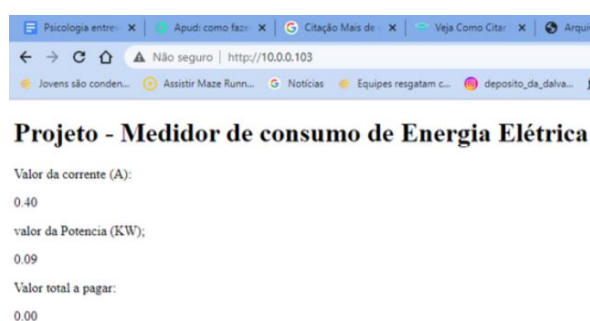 Psicologia entre
Apud: como faze
Citação Mais de
Veja Como Citar
Arqui
Não seguro | http://10.0.0.103
Jovens são conden...
Assistir Maze Runn...
Notícias
Equipes resgatam c...
deposito_da_dalva...
Projeto - Medidor de consumo de Energia Elétrica
Valor da corrente (A):
0.40
valor da Potencia (KW);
0.09
Valor total a pagar:
0.00